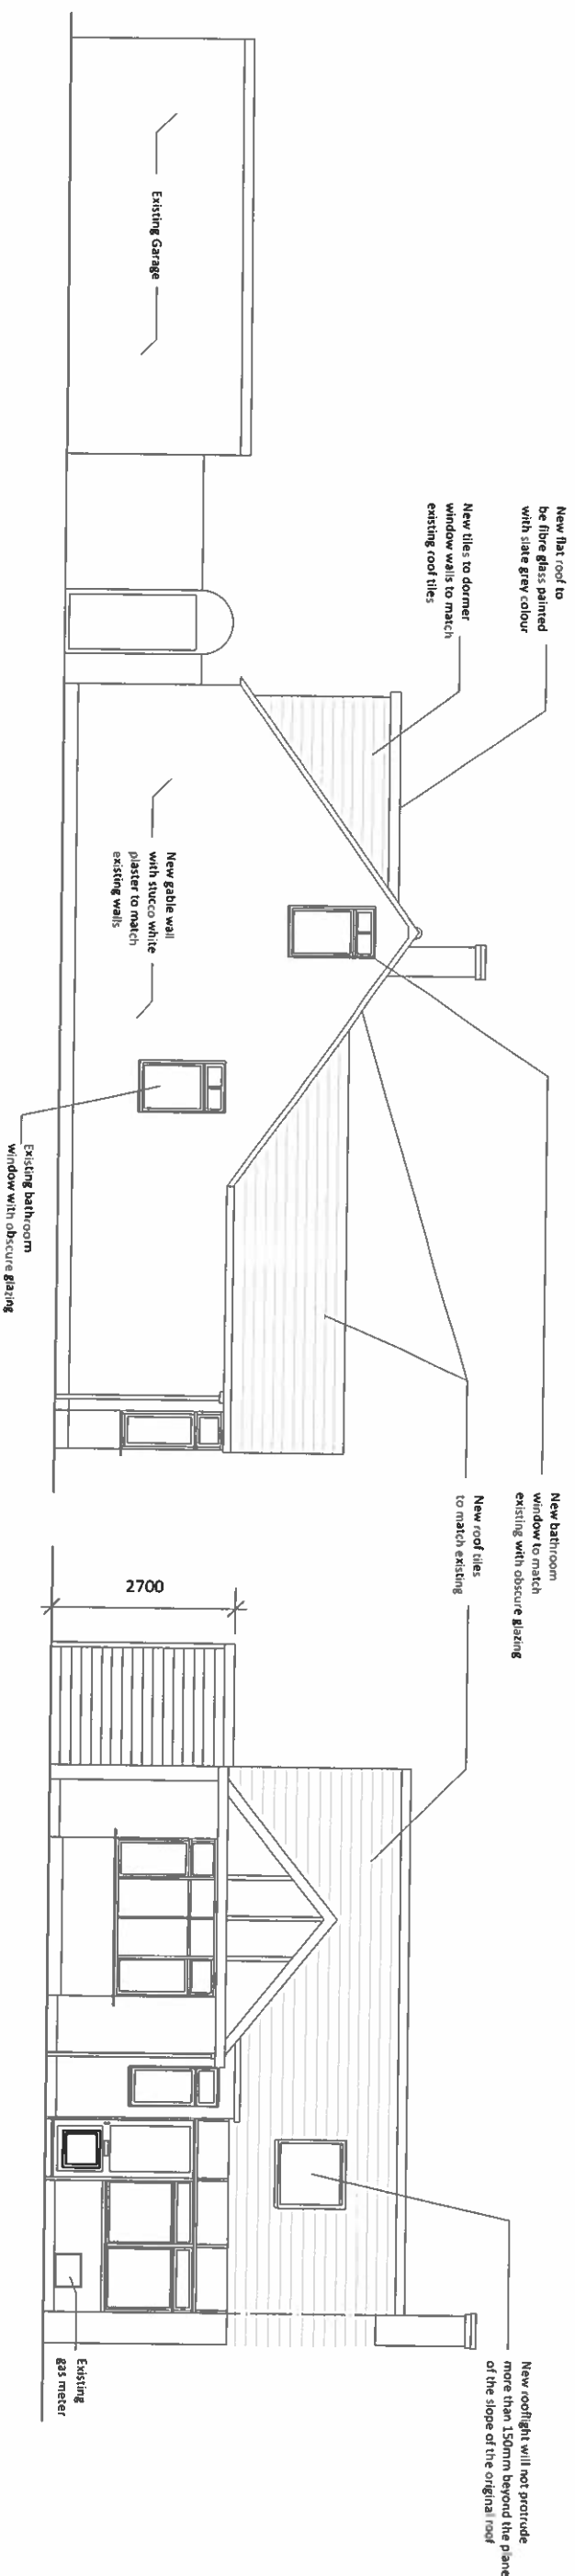 New flat roof to
be fibre glass painted
with slate grey colour
New tiles to dormer
window walls to match
existing roof tiles
Existing Garage
New gable wall
with stucco white
plaster to match
existing walls
Existing bathroom
window with obscure glazing
New bathroom
window to match
existing with obscure glazing
New roof tiles
to match existing
2700
New rooflight will not protrude
more than 150mm beyond the plane
of the slope of the original roof
Existing
gas meter